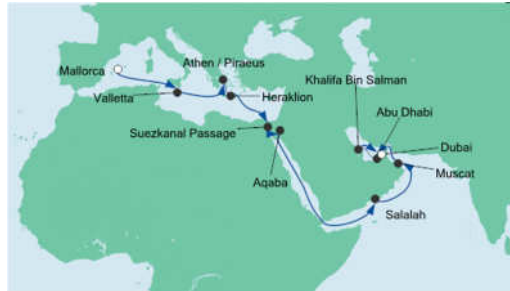 Mallorca
Athen / Piraeus
Valletta
Heraklion
Khalifa Bin Salman
Abu Dhabi
Suezkanal Passage
Dubai
Aqaba
Muscat
Salalah